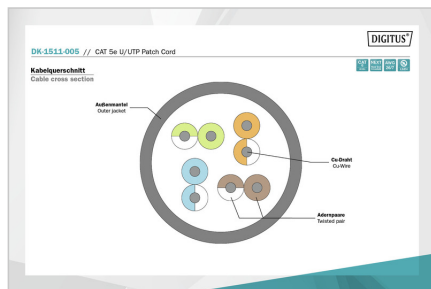 DIGITUS®
DK-1511-005 // CAT 5e U/UTP Patch Cord
Kabelquerschnitt
Cable cross section
Außenmantel
Outer jacket
Cu-Draht
Cu-Wire
Adernpaare
Twisted pair